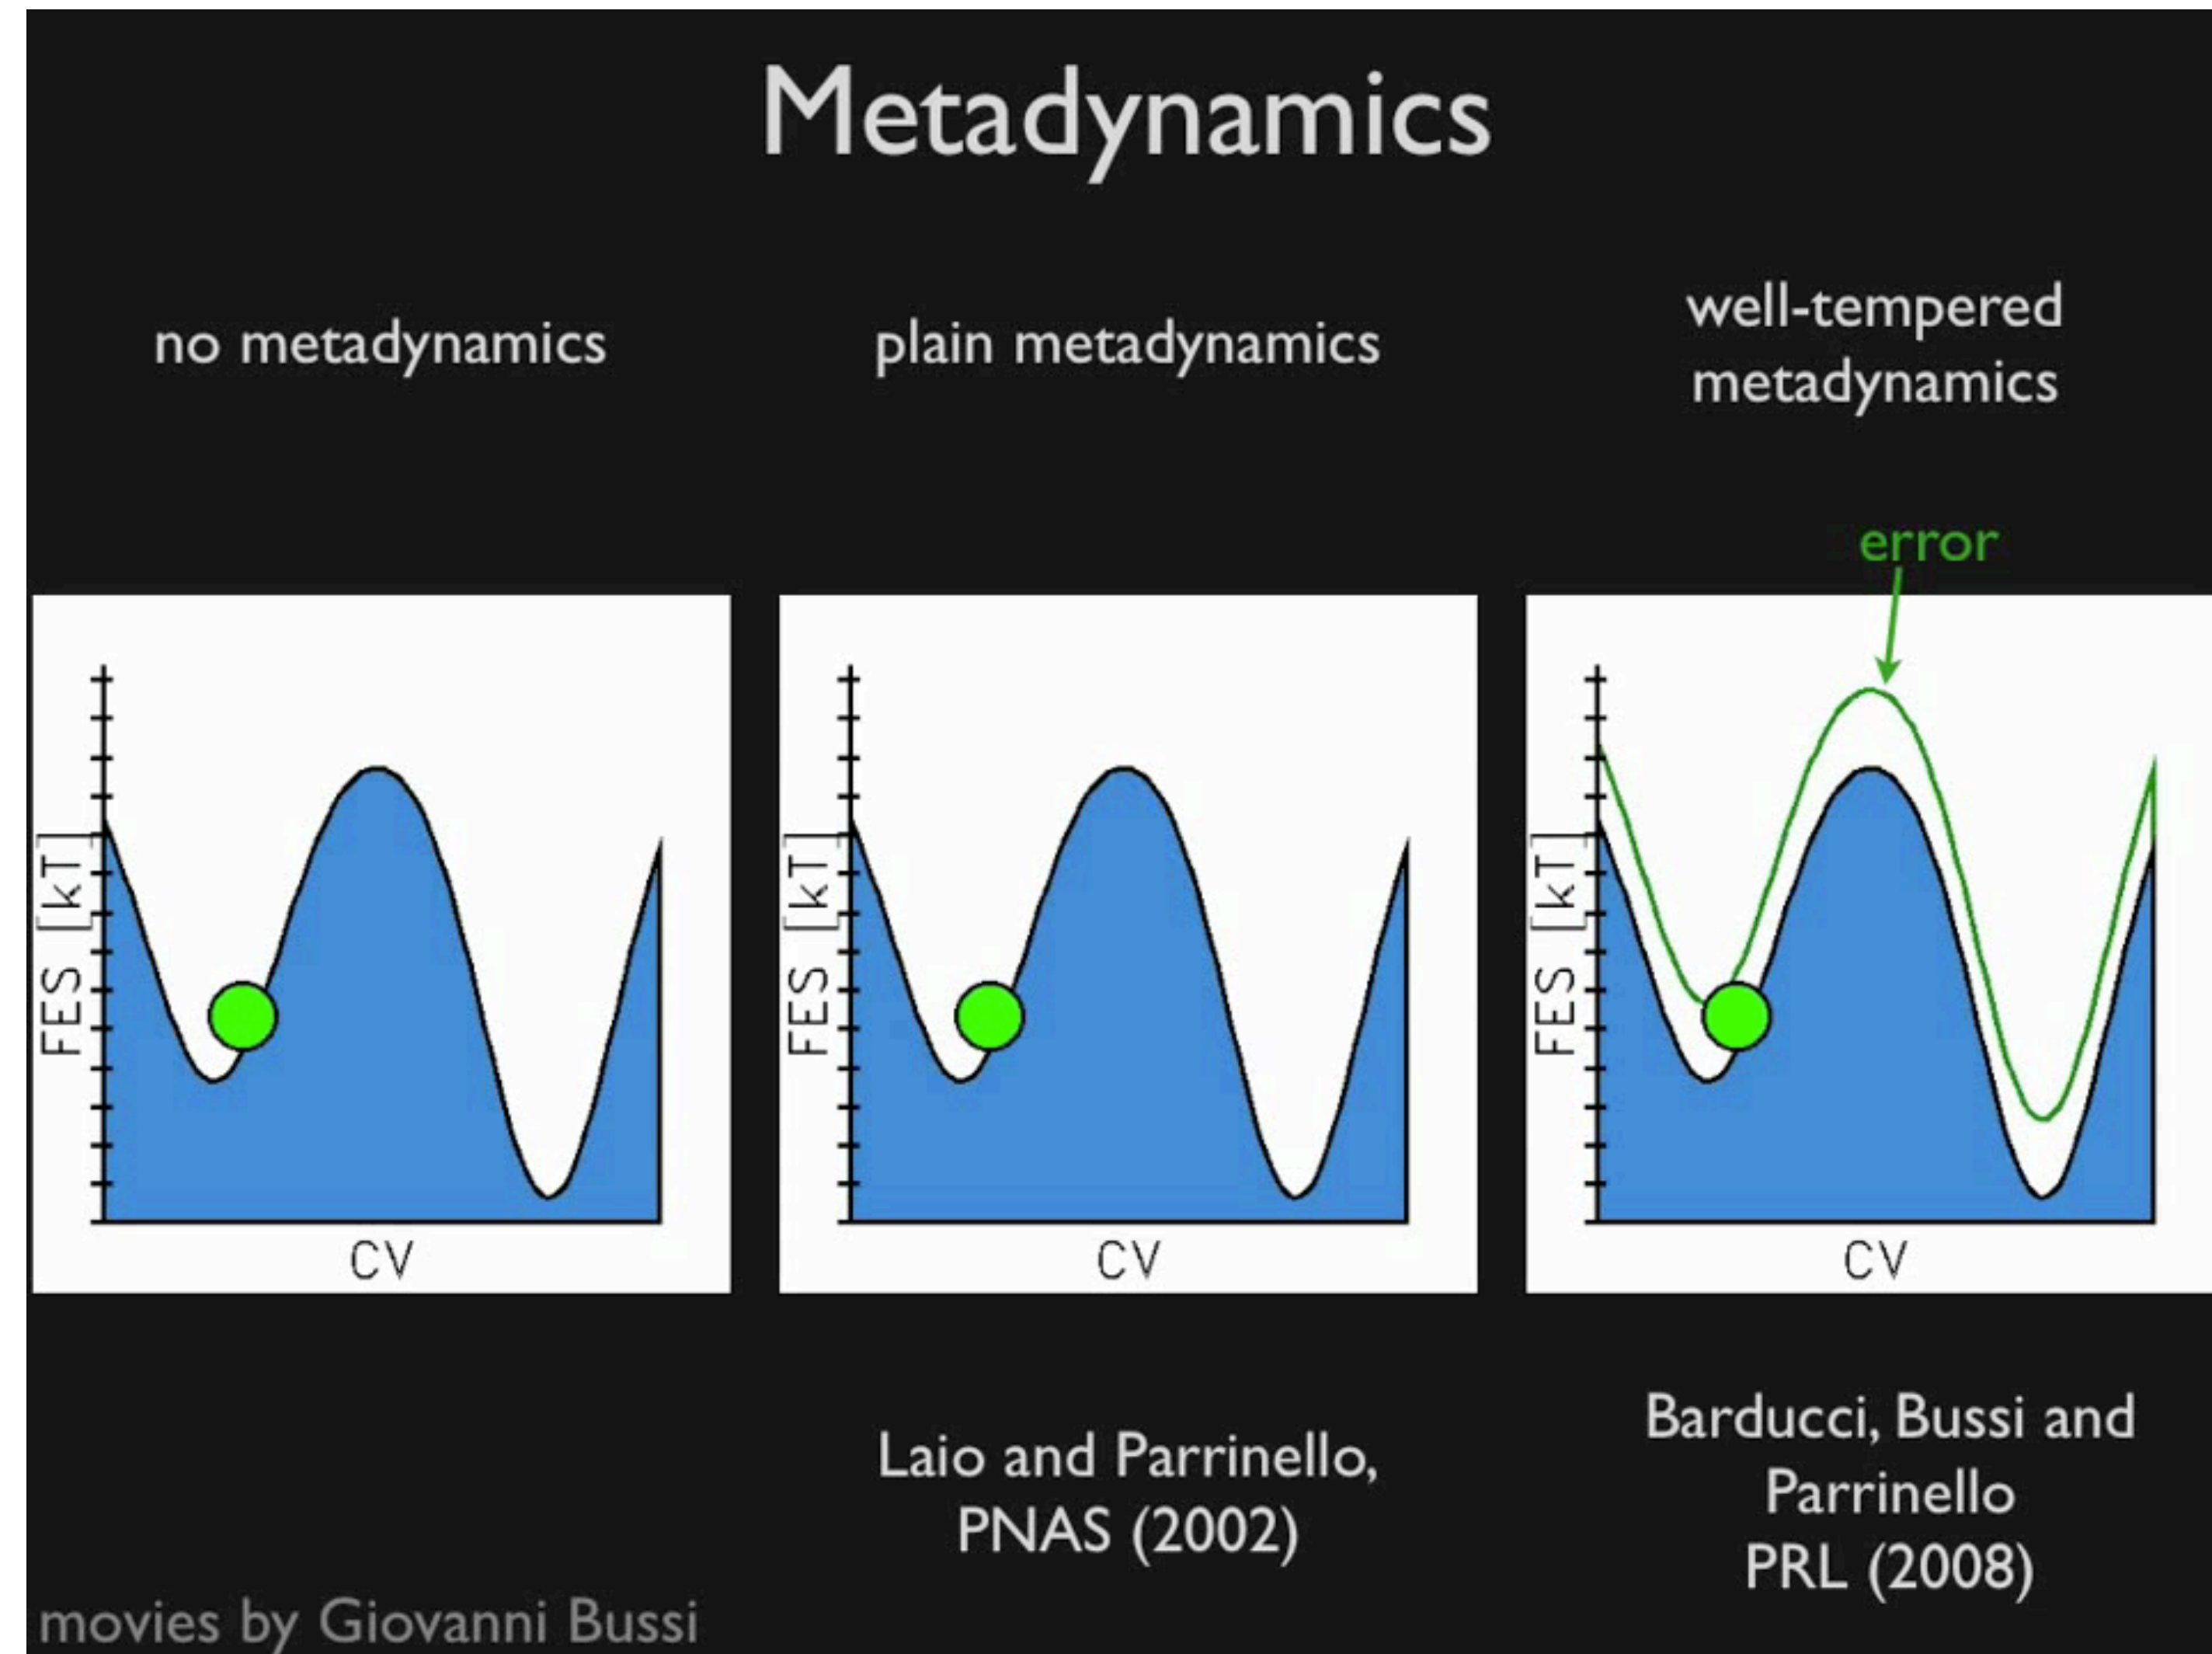 Metadynamics
no metadynamics
plain metadynamics
well-tempered
metadynamics
error
FES [kT]
CV
FES [kT]
CV
FES [kT]
CV
Laio and Parrinello,
PNAS (2002)
Barducci, Bussi and
Parrinello
PRL (2008)
movies by Giovanni Bussi